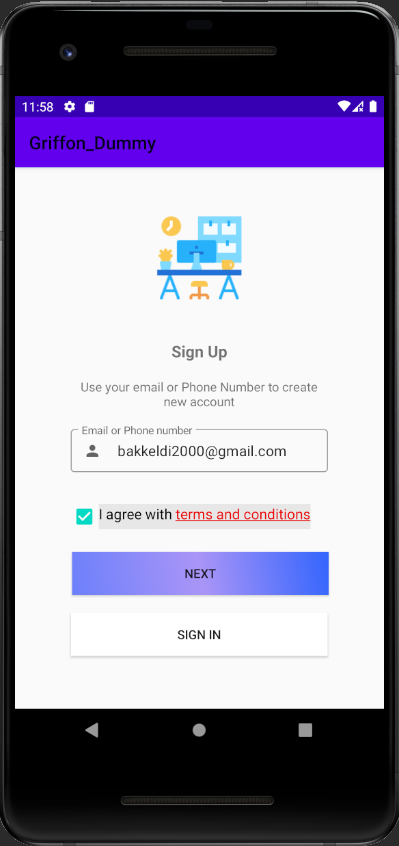 11:58
Griffon_Dummy
Sign Up
Use your email or Phone Number to create
new account
Email or Phone number
bakkeldi2000@gmail.com
I agree with terms and conditions
NEXT
SIGN IN